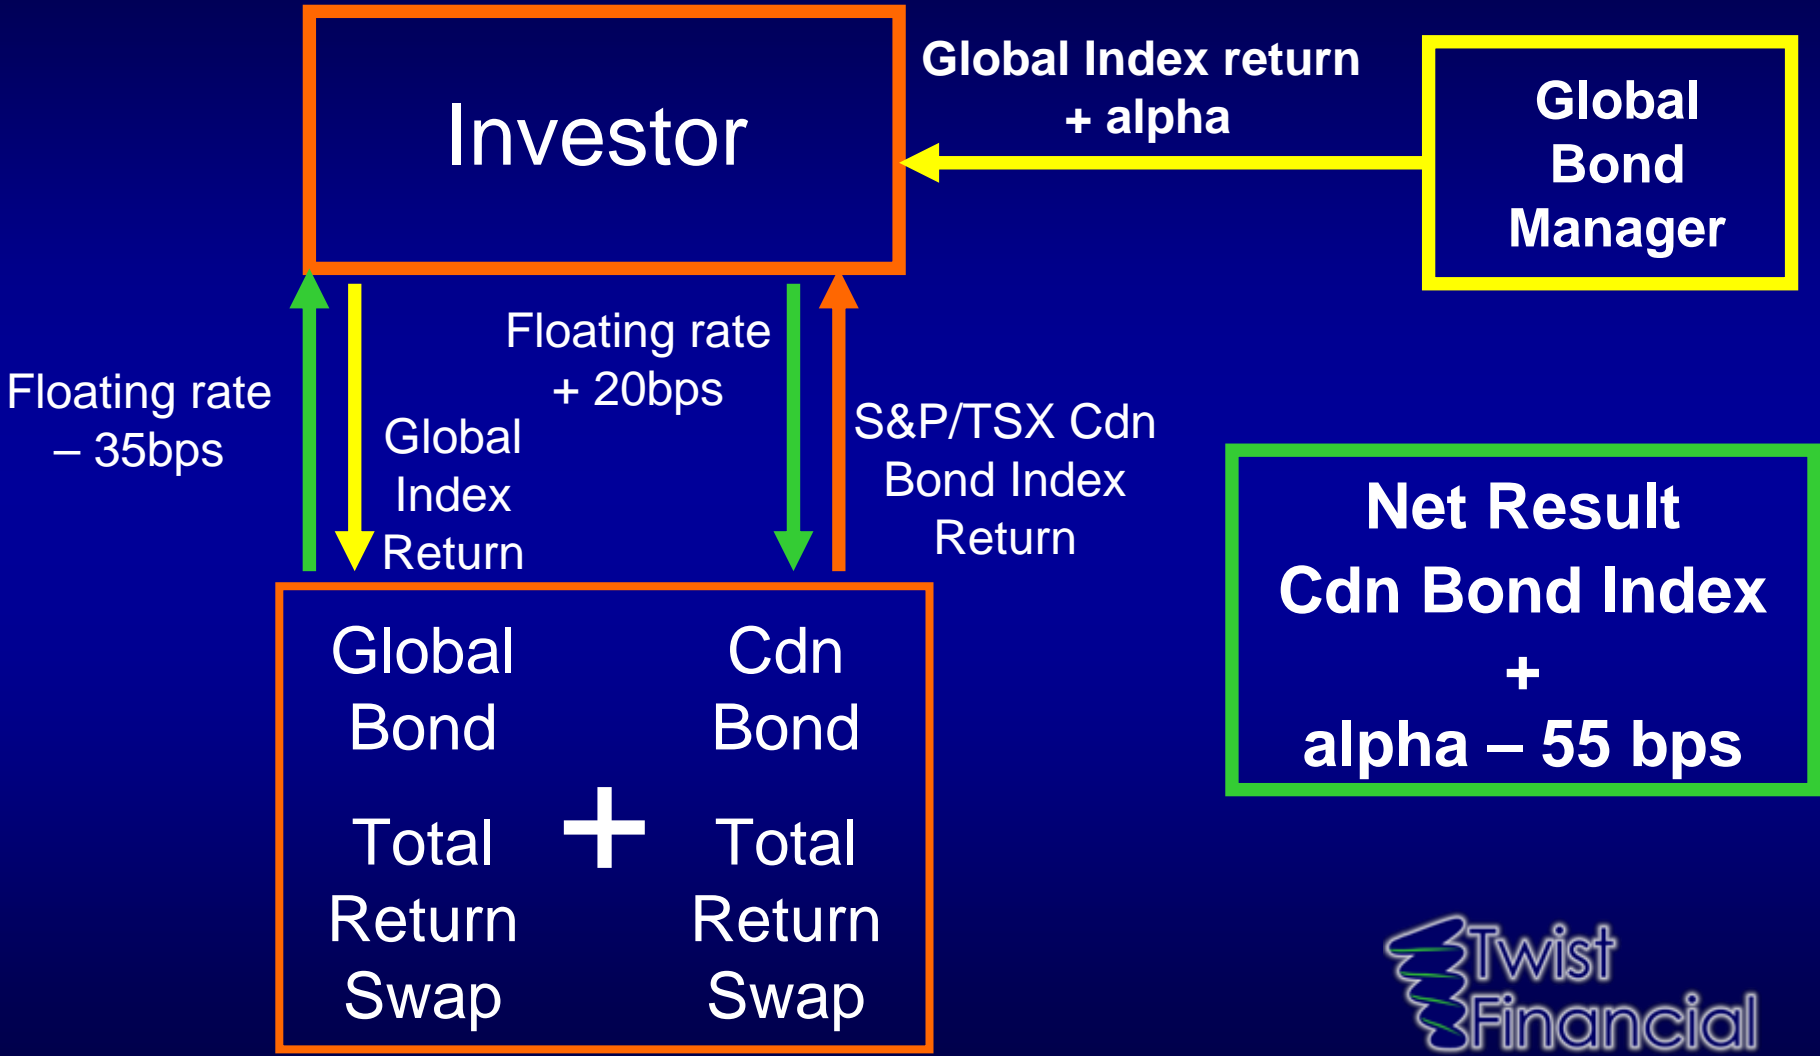 Investor
Global Index return
+ alpha
Global
Bond
Manager
Floating rate
– 35bps
Global
Index
Return
Floating rate
+ 20bps
S&P/TSX Cdn
Bond Index
Return
Net Result
Cdn Bond Index
+
alpha – 55 bps
Global
Bond
Total
Return
Swap
+
Cdn
Bond
Total
Return
Swap
Twist
Financial